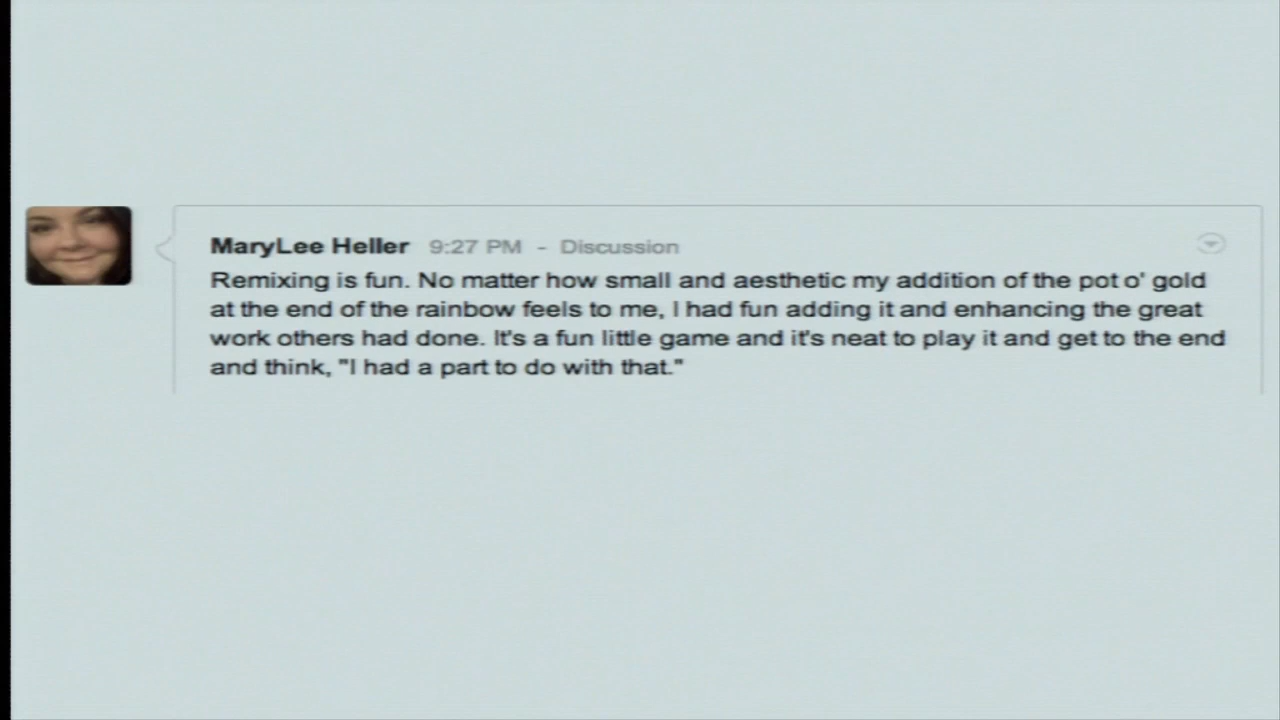 MaryLee Heller 9:27 PM - Discussion
Remixing is fun. No matter how small and aesthetic my addition of the pot o' gold
at the end of the rainbow feels to me, I had fun adding it and enhancing the great
work others had done. It's a fun little game and it's neat to play it and get to the end
and think, "I had a part to do with that."